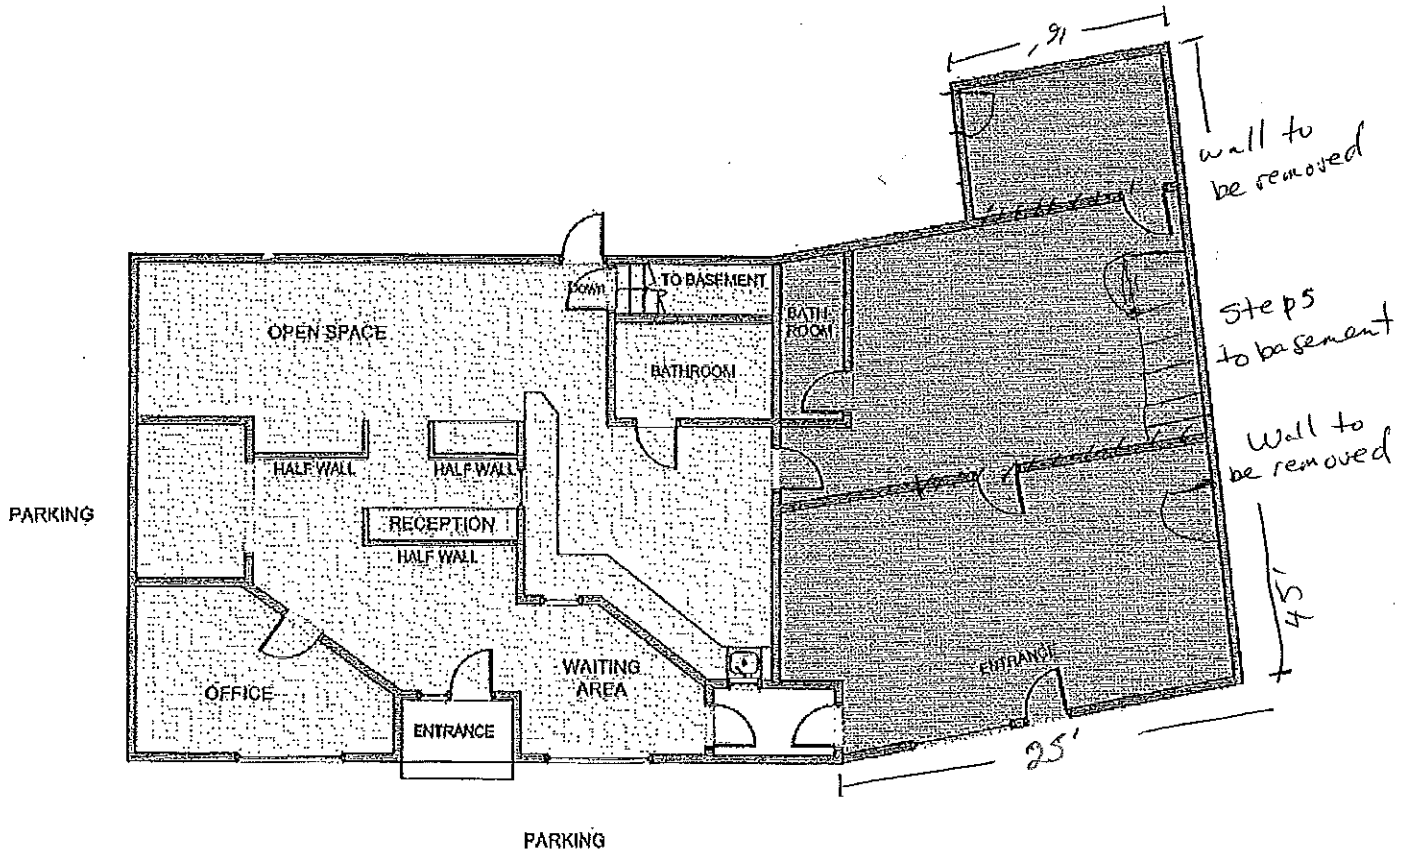 wall to
be removed
TO BASEMENT
DOWN
OPEN SPACE
BATH
ROOM
Steps
to basement
BATHROOM
Wall to
be removed
HALF WALL
HALF WALL
PARKING
RECEPTION
HALF WALL
45'
WAITING
AREA
ENTRANCE
OFFICE
ENTRANCE
25'
PARKING